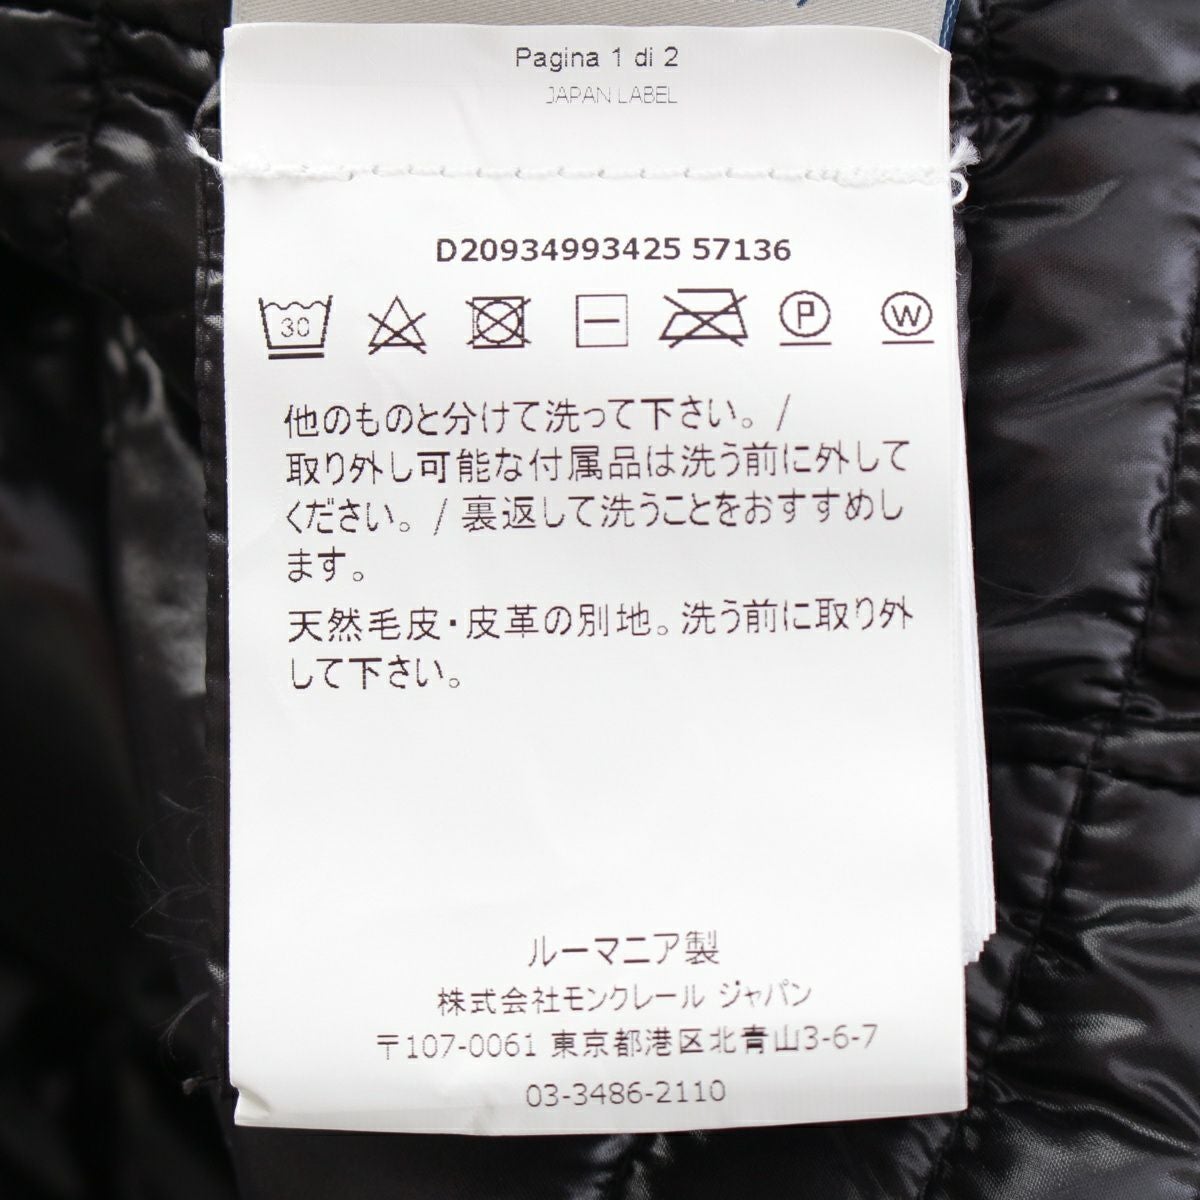 Pagina 1 di 2
JAPAN LABEL
D20934993425 57136
30 P W
他のものと分けて洗って下さい。/
取り外し可能な付属品は洗う前に外して
ください。/ 裏返して洗うことをおすすめし
ます。
天然毛皮・皮革の別地。洗う前に取り外
して下さい。
ルーマニア製
株式会社モンクレール ジャパン
〒107-0061 東京都港区北青山3-6-7
03-3486-2110